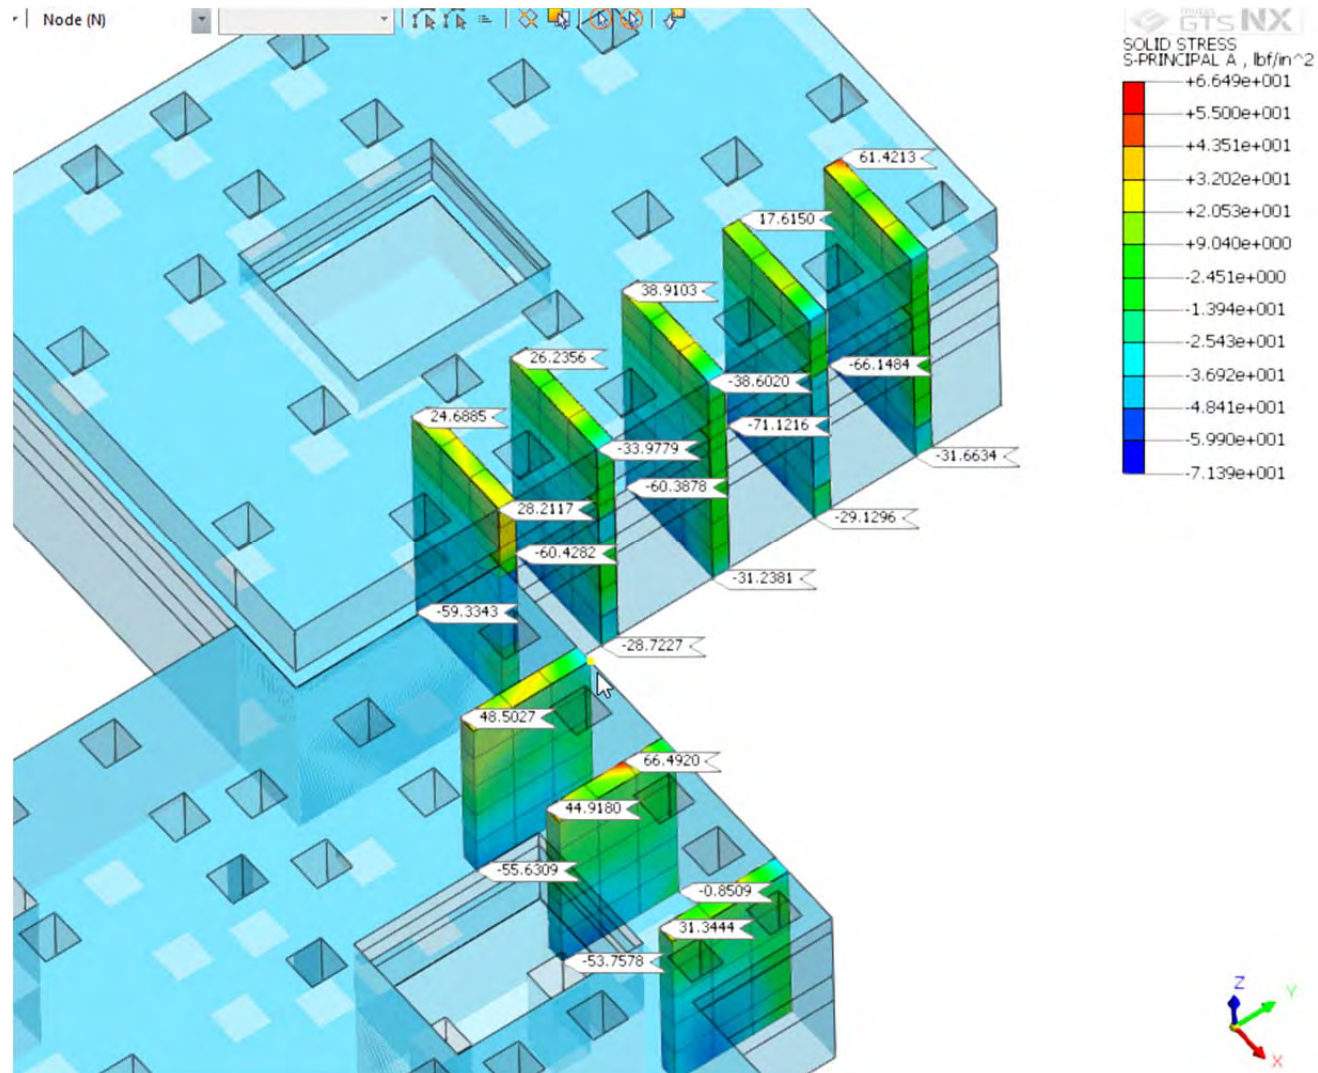 Node (N)
GTS NX
SOLID STRESS
S-PRINCIPAL A , lbf/in^2
+6.649e+001
+5.500e+001
+4.351e+001
+3.202e+001
+2.053e+001
+9.040e+000
-2.451e+000
-1.394e+001
-2.543e+001
-3.692e+001
-4.841e+001
-5.990e+001
-7.139e+001
61.4213
17.6150
38.9103
26.2356
-66.1484
-38.6020
24.6885
-71.1216
-33.9779
-31.6634
-60.3878
28.2117
-29.1296
-60.4282
-31.2381
-59.3343
-28.7227
48.5027
66.4920
44.9180
-55.6309
-0.8509
31.3444
-53.7578
Z
Y
X